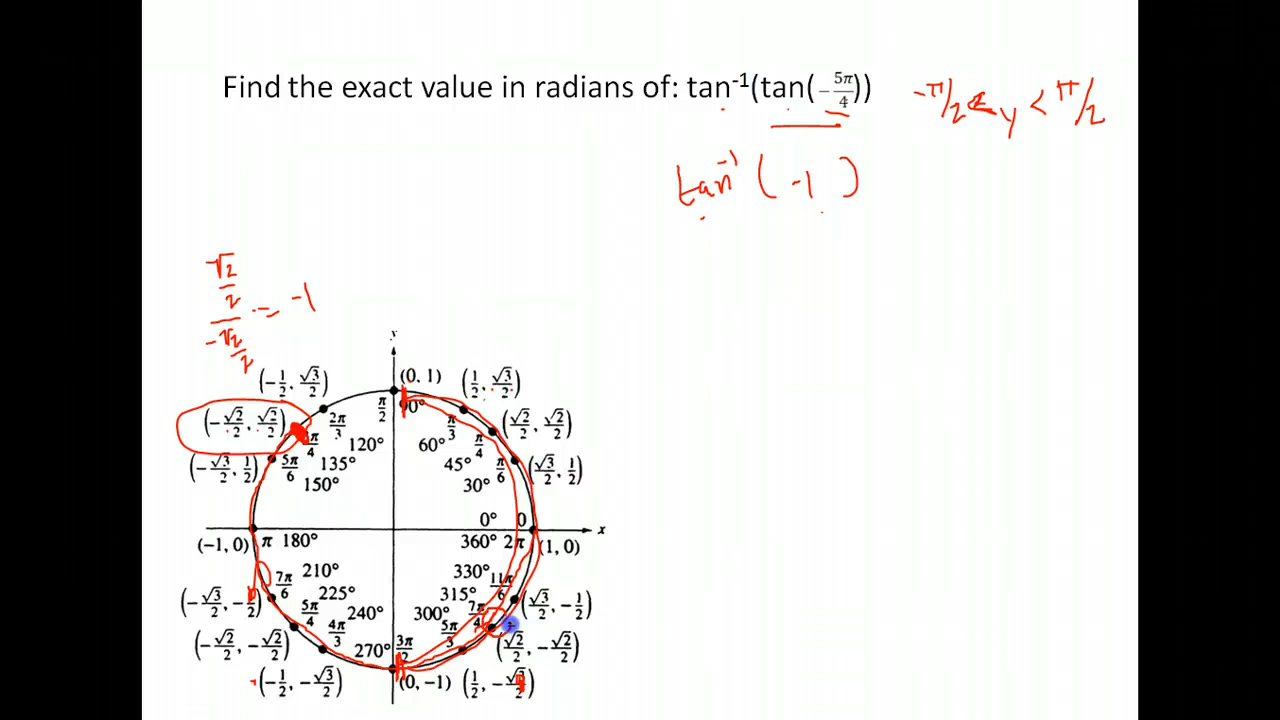 Find the exact value in radians of: tan⁻¹(tan(−5π/4))
-π/2 < y < π/2
tan⁻¹ ( -1 )
√2/2 / -√2/2 = -1
y
(−1/2, √3/2) (0, 1) (1/2, √3/2)
(−√2/2, √2/2) 2π/3 π/2 90° π/3 (√2/2, √2/2)
π/4 120° 60° π/4
(−√3/2, 1/2) 5π/6 135° 45° π/6 (√3/2, 1/2)
150° 30°
0° 0 x
(−1, 0) π 180° 360° 2π (1, 0)
210° 330° 11π/6
(−√3/2, −1/2) 7π/6 225° 315° 7π/4 (√3/2, −1/2)
5π/4 240° 300°
(−√2/2, −√2/2) 4π/3 270° 3π/2 5π/3 (√2/2, −√2/2)
(−1/2, −√3/2) (0, −1) (1/2, −√3/2)